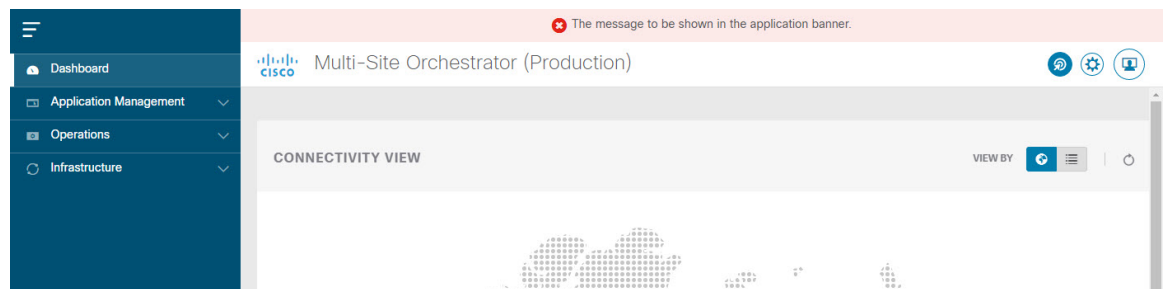 The message to be shown in the application banner.
Dashboard
Application Management
Operations
Infrastructure
CISCO Multi-Site Orchestrator (Production)
CONNECTIVITY VIEW
VIEW BY